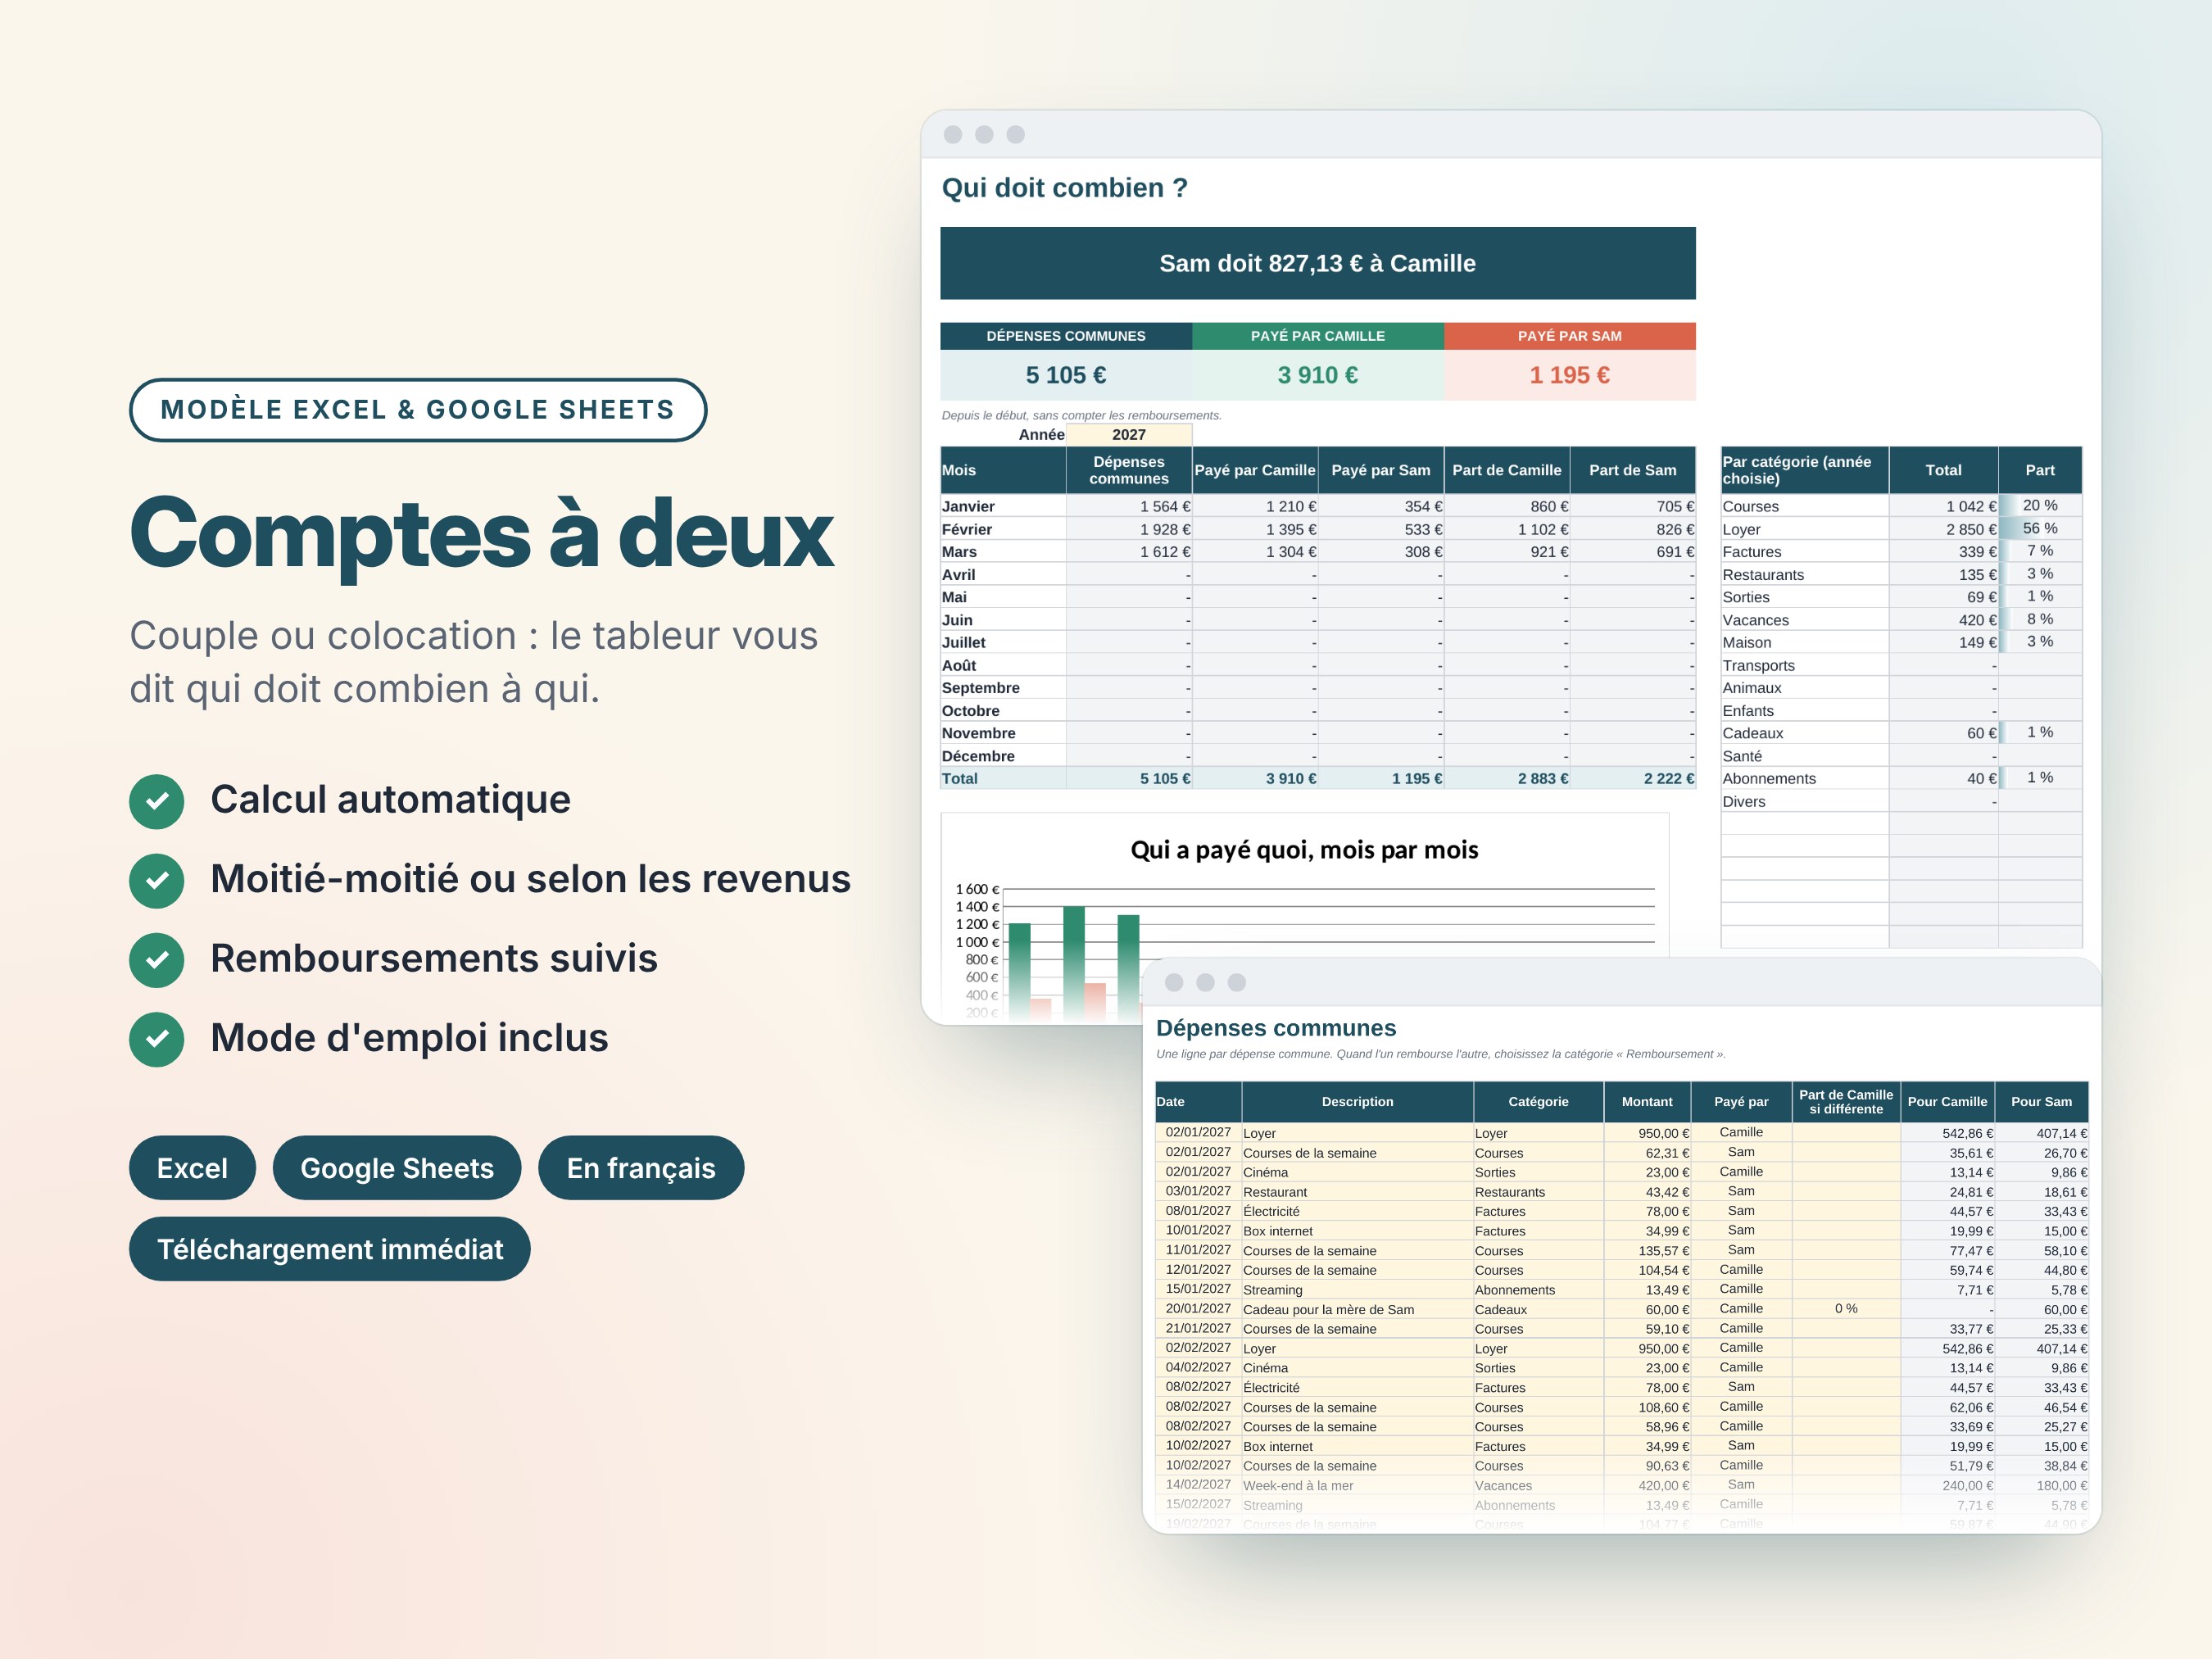 MODÈLE EXCEL & GOOGLE SHEETS
Comptes à deux
Couple ou colocation : le tableur vous
dit qui doit combien à qui.
Calcul automatique
Moitié-moitié ou selon les revenus
Remboursements suivis
Mode d'emploi inclus
Excel Google Sheets En français
Téléchargement immédiat
Qui doit combien ?
Sam doit 827,13 € à Camille
DÉPENSES COMMUNES PAYÉ PAR CAMILLE PAYÉ PAR SAM
5 105 € 3 910 € 1 195 €
Depuis le début, sans compter les remboursements.
Année 2027
Mois Dépenses communes Payé par Camille Payé par Sam Part de Camille Part de Sam
Janvier 1 564 € 1 210 € 354 € 860 € 705 €
Février 1 928 € 1 395 € 533 € 1 102 € 826 €
Mars 1 612 € 1 304 € 308 € 921 € 691 €
Avril - - - - -
Mai - - - - -
Juin - - - - -
Juillet - - - - -
Août - - - - -
Septembre - - - - -
Octobre - - - - -
Novembre - - - - -
Décembre - - - - -
Total 5 105 € 3 910 € 1 195 € 2 883 € 2 222 €
Par catégorie (année choisie) Total Part
Courses 1 042 € 20 %
Loyer 2 850 € 56 %
Factures 339 € 7 %
Restaurants 135 € 3 %
Sorties 69 € 1 %
Vacances 420 € 8 %
Maison 149 € 3 %
Transports -
Animaux -
Enfants -
Cadeaux 60 € 1 %
Santé -
Abonnements 40 € 1 %
Divers -
Qui a payé quoi, mois par mois
1 600 €
1 400 €
1 200 €
1 000 €
800 €
600 €
400 €
200 €
Dépenses communes
Une ligne par dépense commune. Quand l'un rembourse l'autre, choisissez la catégorie « Remboursement ».
Date Description Catégorie Montant Payé par Part de Camille si différente Pour Camille Pour Sam
02/01/2027 Loyer Loyer 950,00 € Camille 542,86 € 407,14 €
02/01/2027 Courses de la semaine Courses 62,31 € Sam 35,61 € 26,70 €
02/01/2027 Cinéma Sorties 23,00 € Camille 13,14 € 9,86 €
03/01/2027 Restaurant Restaurants 43,42 € Sam 24,81 € 18,61 €
08/01/2027 Électricité Factures 78,00 € Sam 44,57 € 33,43 €
10/01/2027 Box internet Factures 34,99 € Sam 19,99 € 15,00 €
11/01/2027 Courses de la semaine Courses 135,57 € Sam 77,47 € 58,10 €
12/01/2027 Courses de la semaine Courses 104,54 € Camille 59,74 € 44,80 €
15/01/2027 Streaming Abonnements 13,49 € Camille 7,71 € 5,78 €
20/01/2027 Cadeau pour la mère de Sam Cadeaux 60,00 € Camille 0 % - 60,00 €
21/01/2027 Courses de la semaine Courses 59,10 € Camille 33,77 € 25,33 €
02/02/2027 Loyer Loyer 950,00 € Camille 542,86 € 407,14 €
04/02/2027 Cinéma Sorties 23,00 € Camille 13,14 € 9,86 €
08/02/2027 Électricité Factures 78,00 € Sam 44,57 € 33,43 €
08/02/2027 Courses de la semaine Courses 108,60 € Camille 62,06 € 46,54 €
08/02/2027 Courses de la semaine Courses 58,96 € Camille 33,69 € 25,27 €
10/02/2027 Box internet Factures 34,99 € Sam 19,99 € 15,00 €
10/02/2027 Courses de la semaine Courses 90,63 € Camille 51,79 € 38,84 €
14/02/2027 Week-end à la mer Vacances 420,00 € Sam 240,00 € 180,00 €
15/02/2027 Streaming Abonnements 13,49 € Camille 7,71 € 5,78 €
19/02/2027 Courses de la semaine Courses 104,77 € Camille 59,87 € 44,90 €